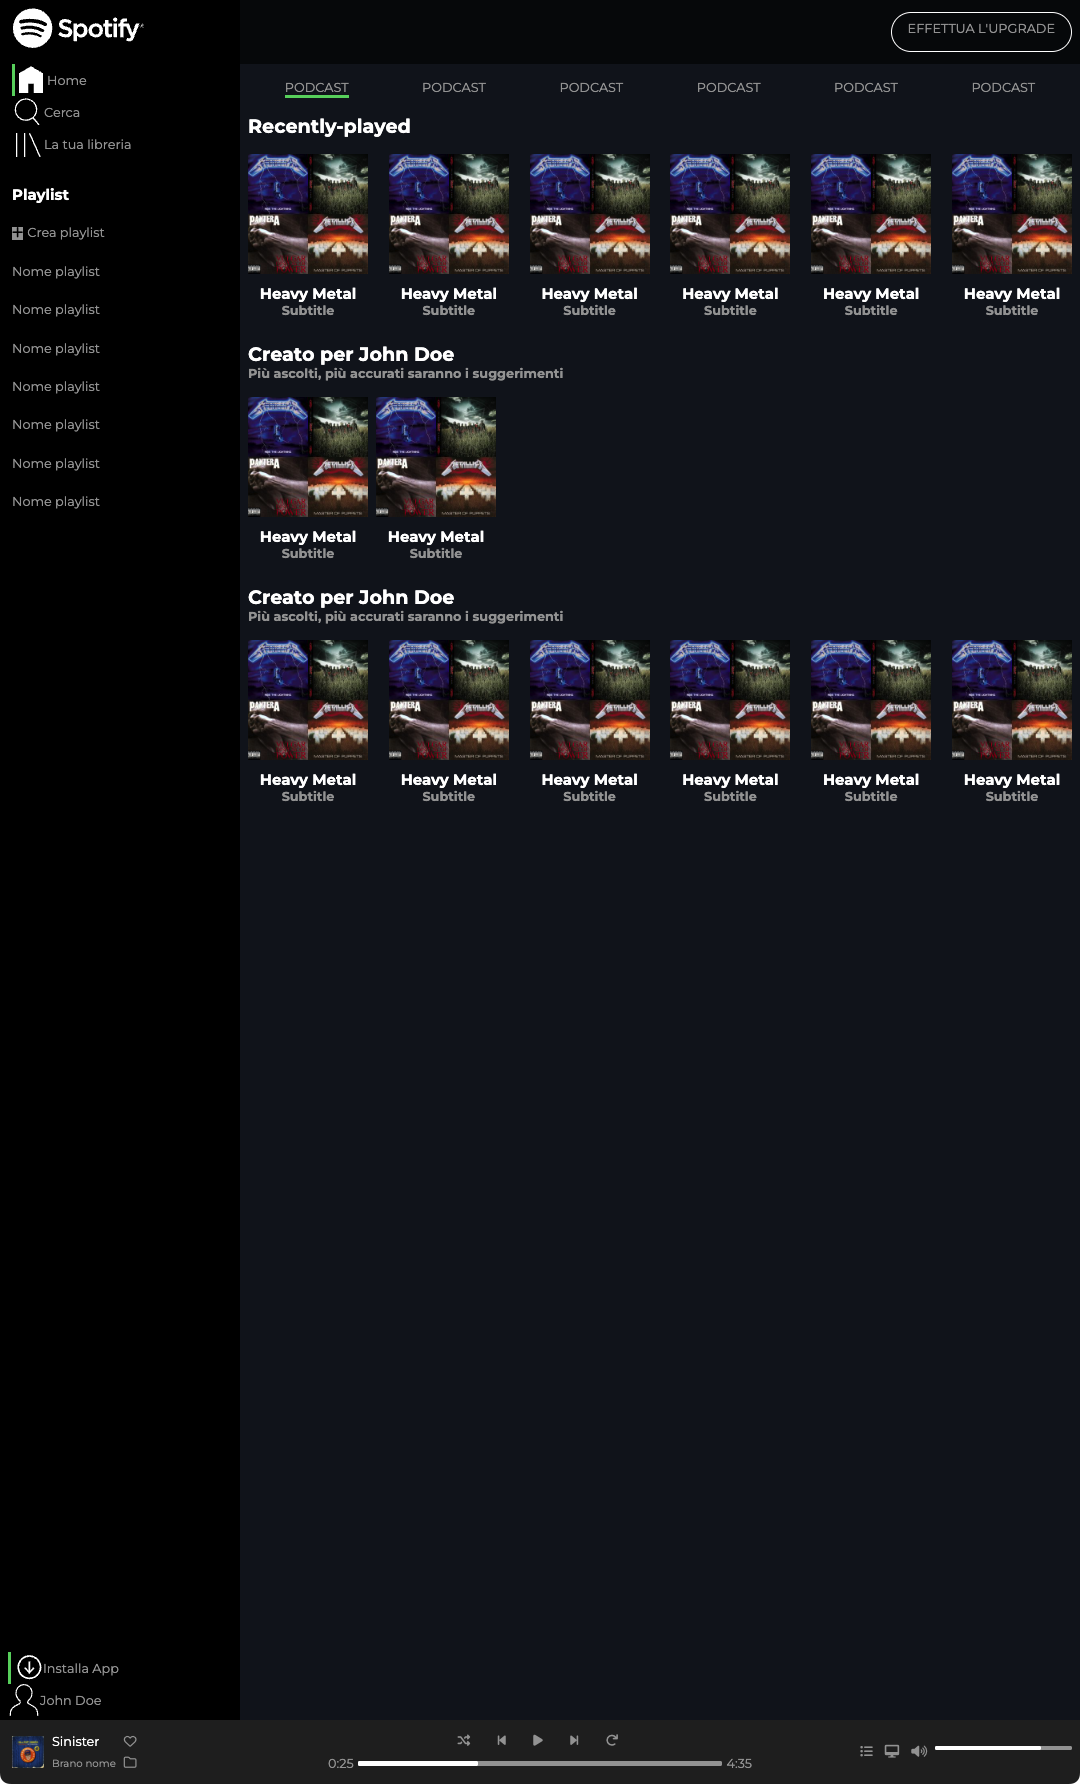 Spotify
Home
Cerca
La tua libreria
Playlist
Crea playlist
Nome playlist
Nome playlist
Nome playlist
Nome playlist
Nome playlist
Nome playlist
Nome playlist
Installa App
John Doe
EFFETTUA L'UPGRADE
PODCAST PODCAST PODCAST PODCAST PODCAST PODCAST
Recently-played
Heavy Metal Heavy Metal Heavy Metal Heavy Metal Heavy Metal Heavy Metal
Subtitle Subtitle Subtitle Subtitle Subtitle Subtitle
Creato per John Doe
Più ascolti, più accurati saranno i suggerimenti
Heavy Metal Heavy Metal
Subtitle Subtitle
Creato per John Doe
Più ascolti, più accurati saranno i suggerimenti
Heavy Metal Heavy Metal Heavy Metal Heavy Metal Heavy Metal Heavy Metal
Subtitle Subtitle Subtitle Subtitle Subtitle Subtitle
Sinister
Brano nome
0:25 4:35